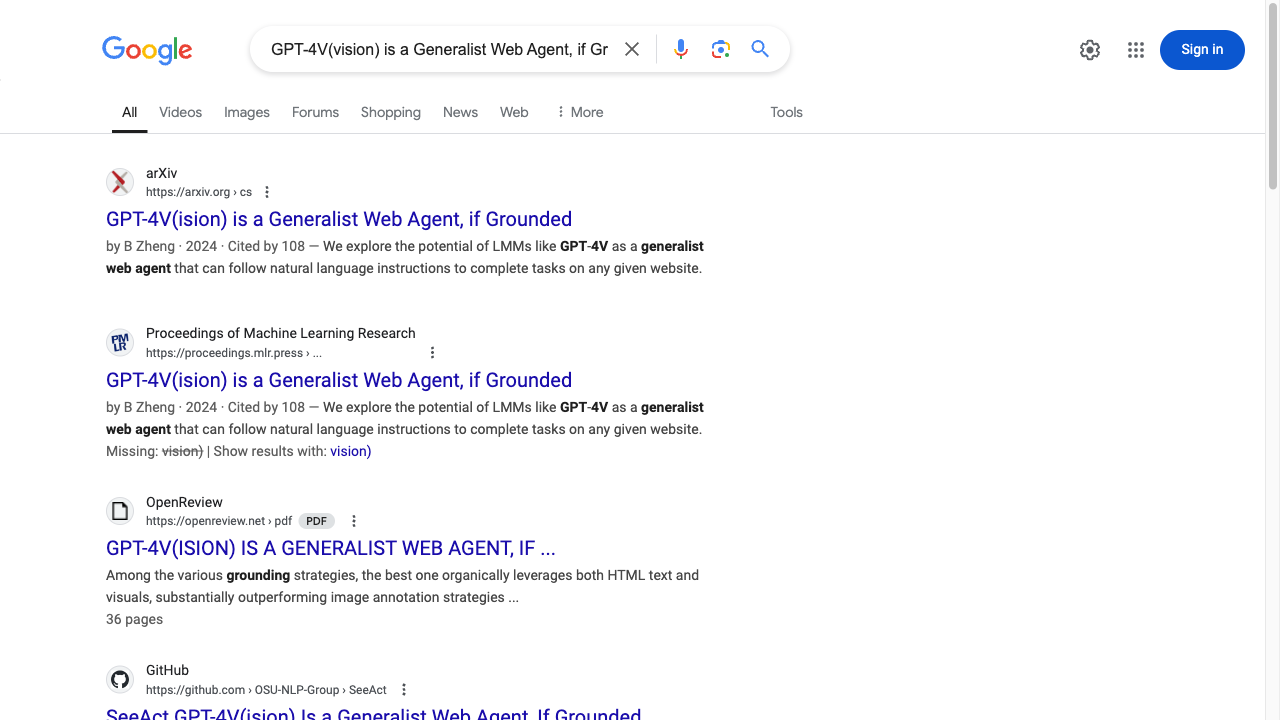 Google
GPT-4V(vision) is a Generalist Web Agent, if Gr
Sign in
All
Videos
Images
Forums
Shopping
News
Web
More
Tools
arXiv
https://arxiv.org › cs
GPT-4V(ision) is a Generalist Web Agent, if Grounded
by B Zheng · 2024 · Cited by 108 — We explore the potential of LMMs like GPT-4V as a generalist
web agent that can follow natural language instructions to complete tasks on any given website.
PMLR
Proceedings of Machine Learning Research
https://proceedings.mlr.press › ...
GPT-4V(ision) is a Generalist Web Agent, if Grounded
by B Zheng · 2024 · Cited by 108 — We explore the potential of LMMs like GPT-4V as a generalist
web agent that can follow natural language instructions to complete tasks on any given website.
Missing: vision) | Show results with: vision)
OpenReview
https://openreview.net › pdf PDF
GPT-4V(ISION) IS A GENERALIST WEB AGENT, IF ...
Among the various grounding strategies, the best one organically leverages both HTML text and
visuals, substantially outperforming image annotation strategies ...
36 pages
GitHub
https://github.com › OSU-NLP-Group › SeeAct
SeeAct GPT-4V(ision) Is a Generalist Web Agent, If Grounded